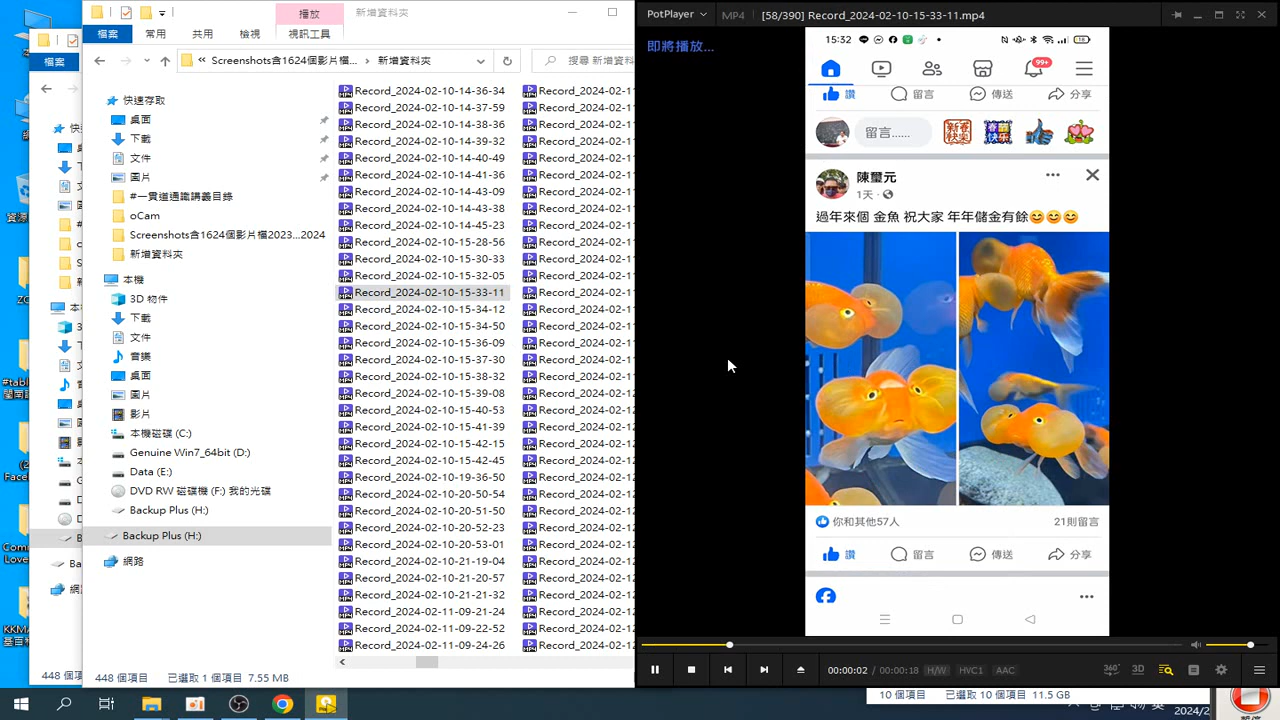 播放
新增資料夾
檔案
常用
共用
檢視
視訊工具
« Screenshots含1624個影片檔... › 新增資料夾
搜尋 新增資料
檔案
快速存取
桌面
下載
文件
圖片
#一貫道通識講義目錄
oCam
Screenshots含1624個影片檔2023...2024
新增資料夾
本機
3D 物件
下載
文件
音樂
桌面
圖片
影片
本機磁碟 (C:)
Genuine Win7_64bit (D:)
Data (E:)
DVD RW 磁碟機 (F:) 我的光碟
Backup Plus (H:)
Backup Plus (H:)
網路
Record_2024-02-10-14-36-34
Record_2024-02-10-14-37-59
Record_2024-02-10-14-38-36
Record_2024-02-10-14-39-32
Record_2024-02-10-14-40-49
Record_2024-02-10-14-41-36
Record_2024-02-10-14-43-09
Record_2024-02-10-14-43-38
Record_2024-02-10-14-45-23
Record_2024-02-10-15-28-56
Record_2024-02-10-15-30-33
Record_2024-02-10-15-32-05
Record_2024-02-10-15-33-11
Record_2024-02-10-15-34-12
Record_2024-02-10-15-34-50
Record_2024-02-10-15-36-09
Record_2024-02-10-15-37-30
Record_2024-02-10-15-38-32
Record_2024-02-10-15-39-08
Record_2024-02-10-15-40-53
Record_2024-02-10-15-41-39
Record_2024-02-10-15-42-15
Record_2024-02-10-15-42-45
Record_2024-02-10-19-36-50
Record_2024-02-10-20-50-54
Record_2024-02-10-20-51-50
Record_2024-02-10-20-52-23
Record_2024-02-10-20-53-01
Record_2024-02-10-21-19-04
Record_2024-02-10-21-20-57
Record_2024-02-10-21-21-32
Record_2024-02-11-09-21-24
Record_2024-02-11-09-22-52
Record_2024-02-11-09-24-26
448 個項目
448 個項目 已選取 1 個項目 7.55 MB
PotPlayer
MP4
[58/390] Record_2024-02-10-15-33-11.mp4
即將播放...
15:32
18
99+
讚 留言 傳送 分享
留言......
陳璽元
1天
過年來個 金魚 祝大家 年年儲金有餘😊😊😊
你和其他57人
21則留言
讚 留言 傳送 分享
00:00:02 / 00:00:18
H/W
HVC1
AAC
360°
3D
10 個項目 已選取 10 個項目 11.5 GB
2024/2